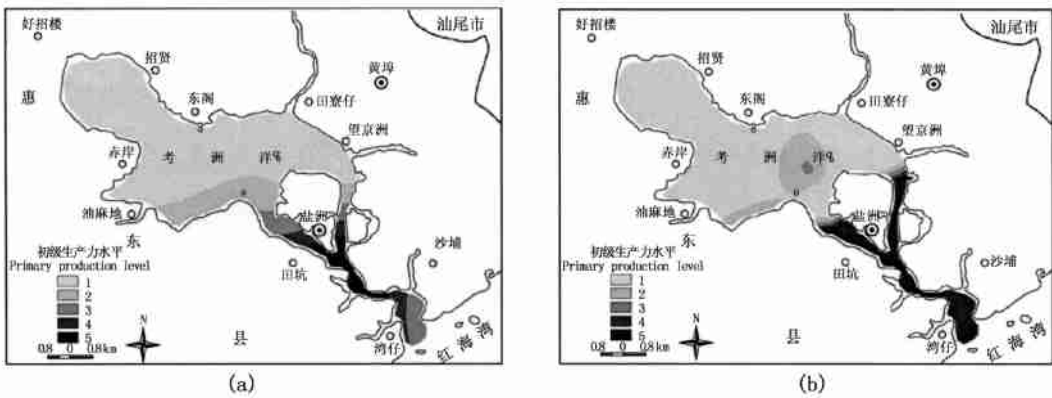 汕尾市
好招楼
招贤
黄埠
惠
东阁
田寮仔
望京洲
赤岸
考洲洋
油麻地
盐洲
东
沙埔
初级生产力水平
Primary production level
田坑
1
2
3
4
5
N
县
湾仔
红海湾
0.8 0 0.8km
(a)
汕尾市
好招楼
招贤
黄埠
惠
东阁
田寮仔
望京洲
赤岸
考洲洋
油麻地
盐洲
东
沙埔
初级生产力水平
Primary production level
田坑
1
2
3
4
5
N
县
湾仔
红海湾
0.8 0 0.8km
(b)